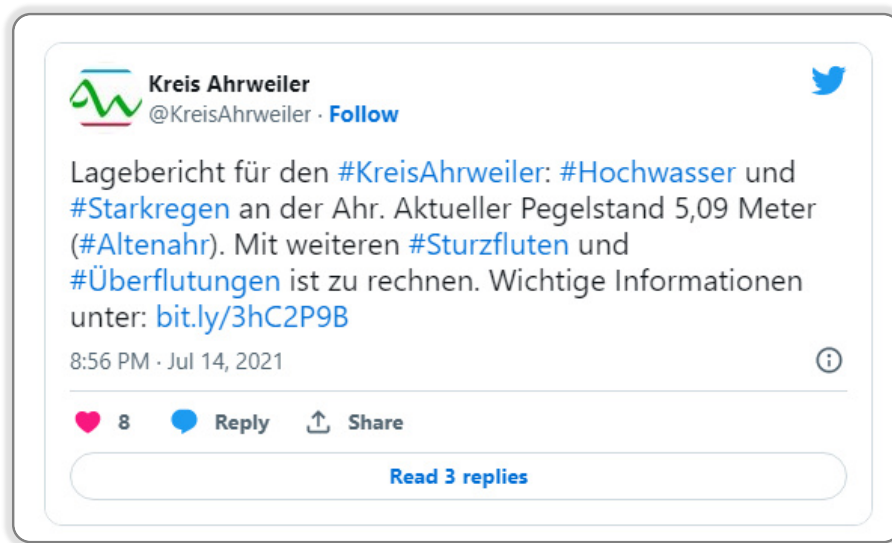 Kreis Ahrweiler
@KreisAhrweiler · Follow
Lagebericht für den #KreisAhrweiler: #Hochwasser und
#Starkregen an der Ahr. Aktueller Pegelstand 5,09 Meter
(#Altenahr). Mit weiteren #Sturzfluten und
#Überflutungen ist zu rechnen. Wichtige Informationen
unter: bit.ly/3hC2P9B
8:56 PM · Jul 14, 2021
8 Reply Share
Read 3 replies